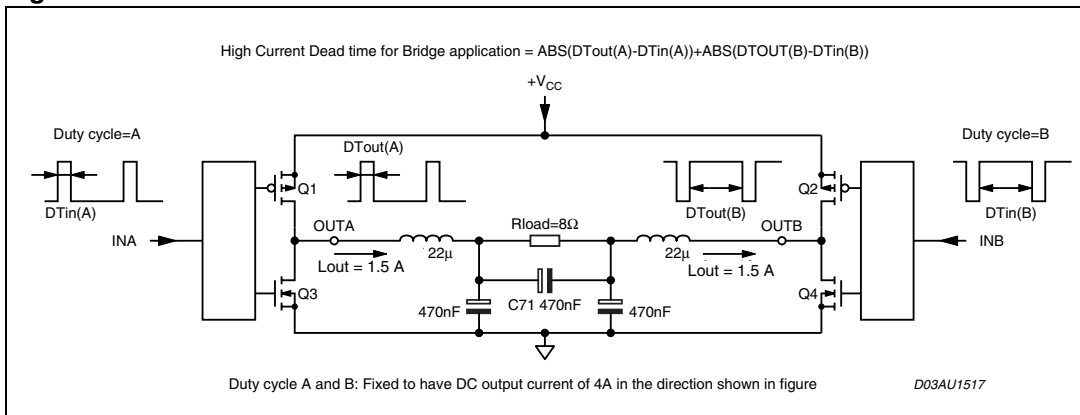 High Current Dead time for Bridge application = ABS(DTout(A)-DTin(A))+ABS(DTOUT(B)-DTin(B))
+VCC
Duty cycle=A
Duty cycle=B
DTout(A)
DTout(B)
Q1
Q2
DTin(A)
DTin(B)
INA
OUTA
Rload=8Ω
OUTB
INB
22µ
22µ
Lout = 1.5 A
Lout = 1.5 A
Q3
Q4
470nF
C71 470nF
470nF
Duty cycle A and B: Fixed to have DC output current of 4A in the direction shown in figure
D03AU1517